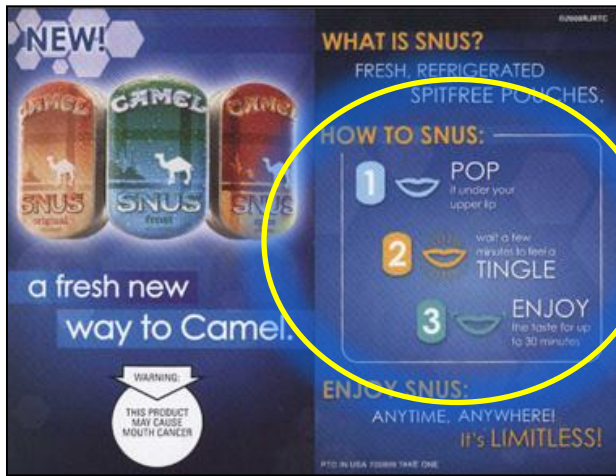 NEW!
CAMEL
SNUS
original
CAMEL
SNUS
frost
CAMEL
SNUS
a fresh new
way to Camel.
WARNING:
THIS PRODUCT
MAY CAUSE
MOUTH CANCER
WHAT IS SNUS?
FRESH, REFRIGERATED
SPITFREE POUCHES.
HOW TO SNUS:
1 POP
it under your
upper lip
2 wait a few
minutes to feel a
TINGLE
3 ENJOY
the taste for up
to 30 minutes
ENJOY SNUS:
ANYTIME, ANYWHERE!
It's LIMITLESS!
PTD IN USA
TAKE ONE